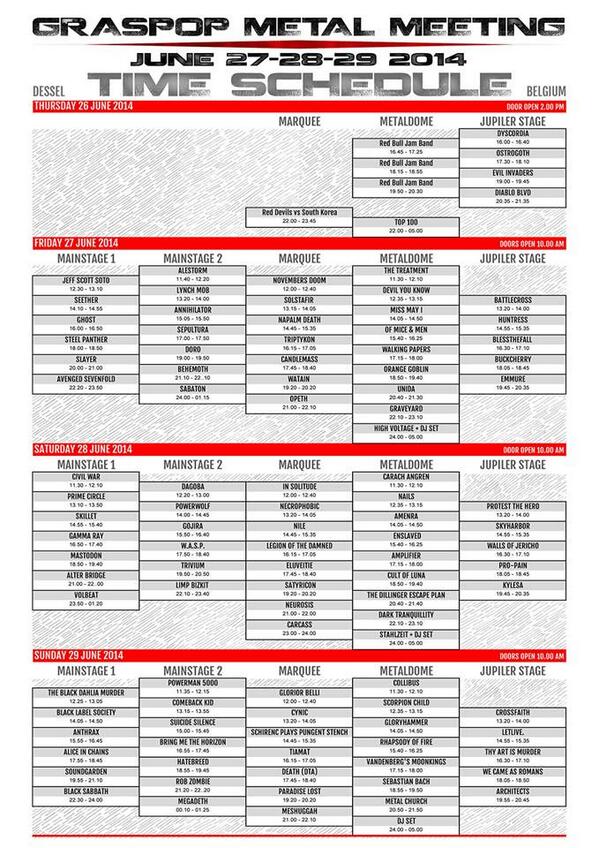 GRASPOP METAL MEETING
JUNE 27-28-29 2014
DESSEL TIME SCHEDULE BELGIUM
THURSDAY 26 JUNE 2014 DOOR OPEN 2.00 PM
MARQUEE
Red Devils vs South Korea
22.00 - 23.45
METALDOME
Red Bull Jam Band
16.45 - 17.25
Red Bull Jam Band
18.15 - 18.55
Red Bull Jam Band
19.50 - 20.30
TOP 100
22.00 - 05.00
JUPILER STAGE
DYSCORDIA
16.00 - 16.40
OSTROGOTH
17.30 - 18.10
EVIL INVADERS
19.00 - 19.45
DIABLO BLVD
20.35 - 21.35
FRIDAY 27 JUNE 2014 DOORS OPEN 10.00 AM
MAINSTAGE 1
JEFF SCOTT SOTO
12.30 - 13.10
SEETHER
14.10 - 14.55
GHOST
16.00 - 16.50
STEEL PANTHER
18.00 - 18.50
SLAYER
20.00 - 21.00
AVENGED SEVENFOLD
22.20 - 23.50
MAINSTAGE 2
ALESTORM
11.40 - 12.20
LYNCH MOB
13.20 - 14.00
ANNIHILATOR
15.05 - 15.50
SEPULTURA
17.00 - 17.50
DORO
19.00 - 19.50
BEHEMOTH
21.10 - 22..10
SABATON
24.00 - 01.15
MARQUEE
NOVEMBERS DOOM
12.00 - 12.40
SOLSTAFIR
13.15 - 14.05
NAPALM DEATH
14.45 - 15.35
TRIPTYKON
16.15 - 17.05
CANDLEMASS
17.45 - 18.40
WATAIN
19.20 - 20.20
OPETH
21.00 - 22.10
METALDOME
THE TREATMENT
11.30 - 12.10
DEVIL YOU KNOW
12.35 - 13.15
MISS MAY I
14.05 - 14.50
OF MICE & MEN
15.40 - 16.25
WALKING PAPERS
17.15 - 18.00
ORANGE GOBLIN
18.50 - 19.40
UNIDA
20.40 - 21.30
GRAVEYARD
22.10 - 23.10
HIGH VOLTAGE + DJ SET
24.00 - 05.00
JUPILER STAGE
BATTLECROSS
13.20 - 14.00
HUNTRESS
14.55 - 15.35
BLESSTHEFALL
16.30 - 17.10
BUCKCHERRY
18.05 - 18.45
EMMURE
19.45 - 20.35
SATURDAY 28 JUNE 2014 DOOR OPEN 10.00 AM
MAINSTAGE 1
CIVIL WAR
11.30 - 12.10
PRIME CIRCLE
13.10 - 13.50
SKILLET
14.55 - 15.40
GAMMA RAY
16.50 - 17.40
MASTODON
18.50 - 19.40
ALTER BRIDGE
21.00 - 22..00
VOLBEAT
23.50 - 01.20
MAINSTAGE 2
DAGOBA
12.20 - 13.00
POWERWOLF
14.00 - 14.45
GOJIRA
15.50 - 16.40
W.A.S.P.
17.50 - 18.40
TRIVIUM
19.50 - 20.50
LIMP BIZKIT
22.10 - 23.40
MARQUEE
IN SOLITUDE
12.00 - 12.40
NECROPHOBIC
13.20 - 14.05
NILE
14.45 - 15.35
LEGION OF THE DAMNED
16.15 - 17.05
ELUVEITIE
17.45 - 18.40
SATYRICON
19.20 - 20.20
NEUROSIS
21.00 - 22.00
CARCASS
23.00 - 24.00
METALDOME
CARACH ANGREN
11.30 - 12.10
NAILS
12.35 - 13.15
AMENRA
14.05 - 14.50
ENSLAVED
15.40 - 16.25
AMPLIFIER
17.15 - 18.00
CULT OF LUNA
18.50 - 19.40
THE DILLINGER ESCAPE PLAN
20.40 - 21.40
DARK TRANQUILLITY
22.10 - 23.10
STAHLZEIT + DJ SET
24.00 - 05.00
JUPILER STAGE
PROTEST THE HERO
13.20 - 14.00
SKYHARBOR
14.55 - 15.35
WALLS OF JERICHO
16.30 - 17.10
PRO-PAIN
18.05 - 18.45
KYLESA
19.45 - 20.35
SUNDAY 29 JUNE 2014 DOORS OPEN 10.00 AM
MAINSTAGE 1
THE BLACK DAHLIA MURDER
12.25 - 13.05
BLACK LABEL SOCIETY
14.05 - 14.50
ANTHRAX
15.55 - 16.45
ALICE IN CHAINS
17.55 - 18.45
SOUNDGARDEN
19.55 - 21.10
BLACK SABBATH
22.30 - 24.00
MAINSTAGE 2
POWERMAN 5000
11.35 - 12.15
COMEBACK KID
13.15 - 13.55
SUICIDE SILENCE
15.00 - 15.45
BRING ME THE HORIZON
16.55 - 17.45
HATEBREED
18.55 - 19.45
ROB ZOMBIE
21.20 - 22..20
MEGADETH
00.10 - 01.25
MARQUEE
GLORIOR BELLI
12.00 - 12.40
CYNIC
13.20 - 14.05
SCHIRENC PLAYS PUNGENT STENCH
14.45 - 15.35
TIAMAT
16.15 - 17.05
DEATH (DTA)
17.45 - 18.40
PARADISE LOST
19.20 - 20.20
MESHUGGAH
21.00 - 22.10
METALDOME
COLLIBUS
11.30 - 12.10
SCORPION CHILD
12.35 - 13.15
GLORYHAMMER
14.05 - 14.50
RHAPSODY OF FIRE
15.40 - 16.25
VANDENBERG'S MOONKINGS
17.15 - 18.00
SEBASTIAN BACH
18.55 - 19.50
METAL CHURCH
20.50 - 21.50
DJ SET
24.00 - 05.00
JUPILER STAGE
CROSSFAITH
13.20 - 14.00
LETLIVE.
14.55 - 15.35
THY ART IS MURDER
16.30 - 17.10
WE CAME AS ROMANS
18.05 - 18.50
ARCHITECTS
19.55 - 20.45